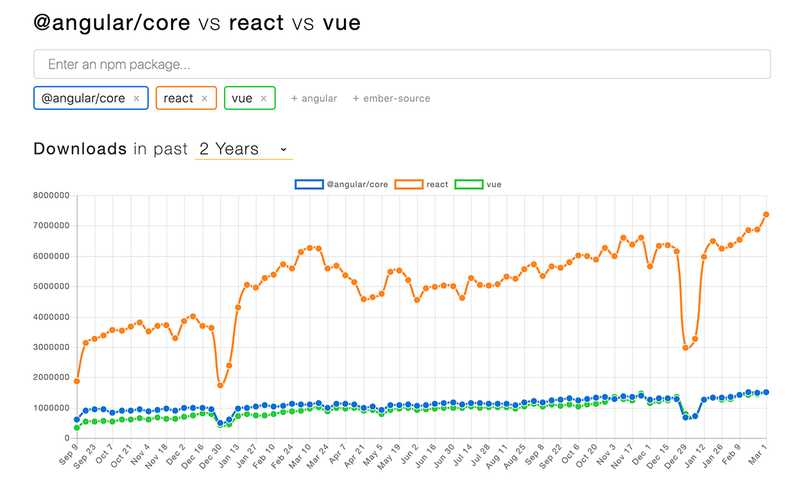 @angular/core vs react vs vue
Enter an npm package...
@angular/core × react × vue × + angular + ember-source
Downloads in past 2 Years
@angular/core react vue
8000000
7000000
6000000
5000000
4000000
3000000
2000000
1000000
0
Sep 9 Sep 23 Oct 7 Oct 21 Nov 4 Nov 18 Dec 2 Dec 16 Dec 30 Jan 13 Jan 27 Feb 10 Feb 24 Mar 10 Mar 24 Apr 7 Apr 21 May 5 May 19 Jun 2 Jun 16 Jun 30 Jul 14 Jul 28 Aug 11 Aug 25 Sep 8 Sep 22 Oct 6 Oct 20 Nov 3 Nov 17 Dec 1 Dec 15 Dec 29 Jan 12 Jan 26 Feb 9 Mar 1